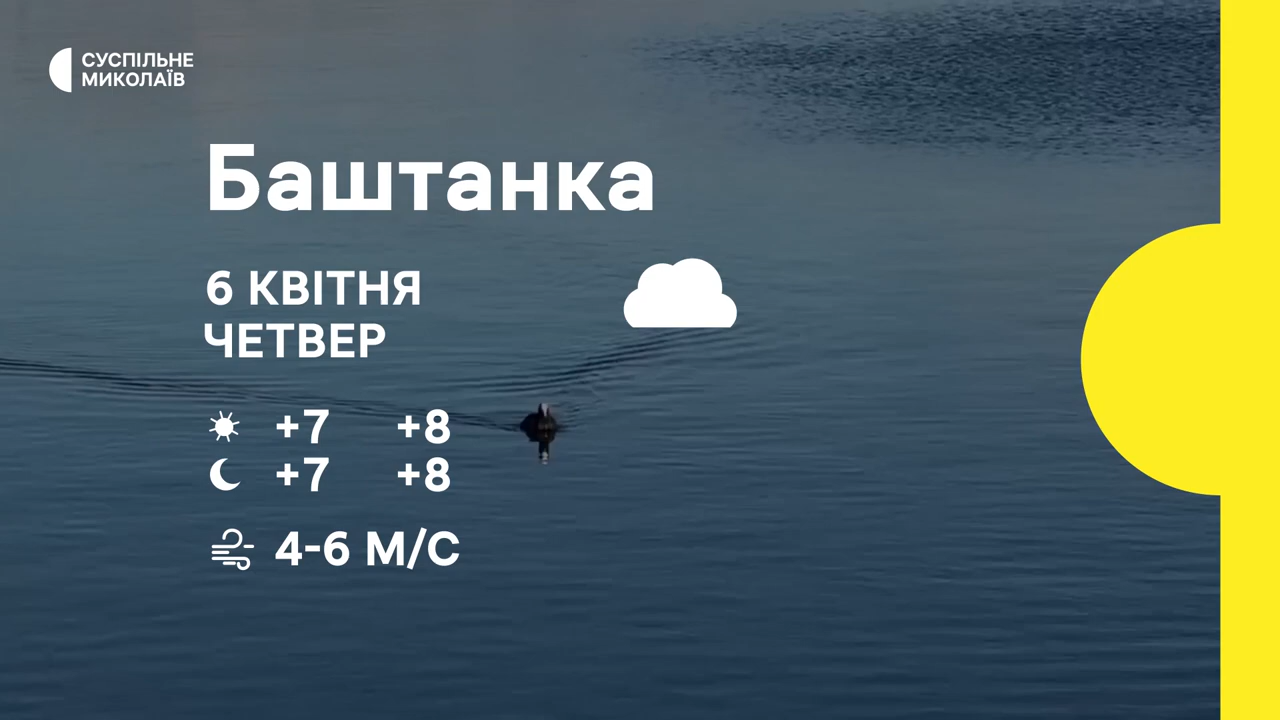 СУСПІЛЬНЕ
МИКОЛАЇВ
Баштанка
6 КВІТНЯ
ЧЕТВЕР
+7 +8
+7 +8
4-6 М/С